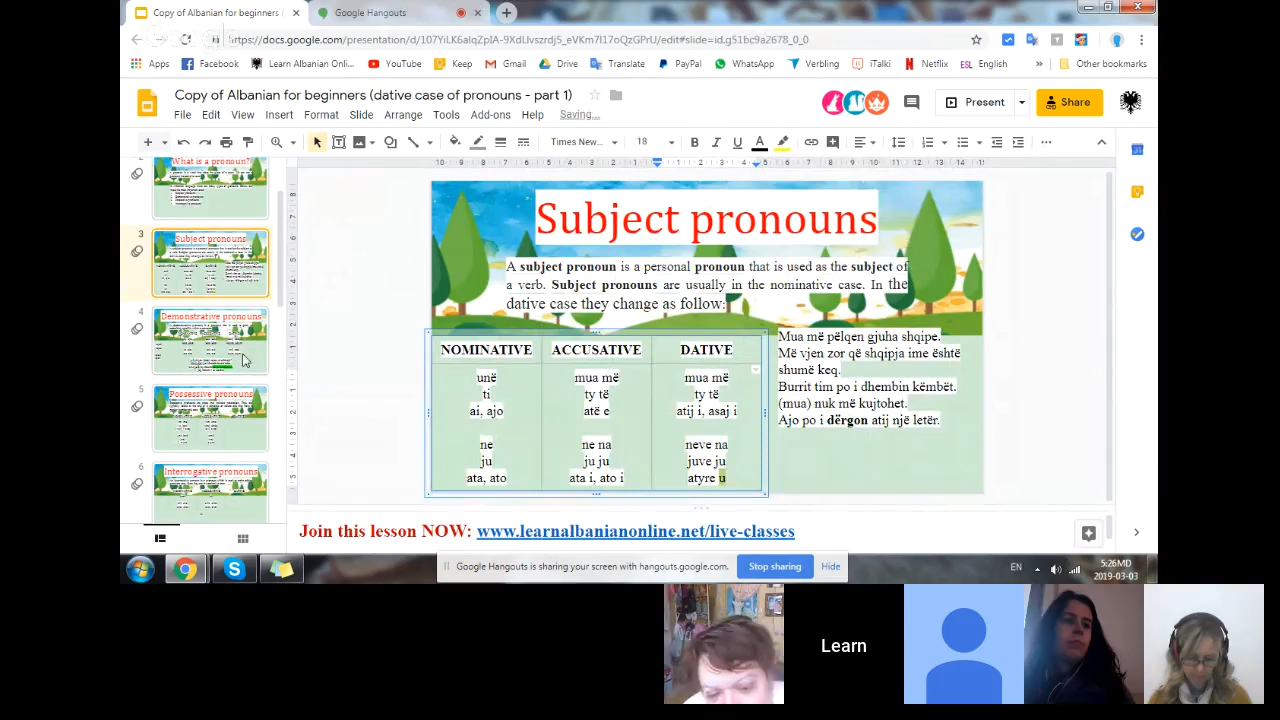 Copy of Albanian for beginners (
Google Hangouts
https://docs.google.com/presentation/d/107YiLK6alqZpIA-9XdLlvszrdj5_eVKm7l17oQzGPrU/edit#slide=id.g51bc9a2678_0_0
Apps Facebook Learn Albanian Onli... YouTube Keep Gmail Drive Translate PayPal WhatsApp Verbling iTalki Netflix ESL English » Other bookmarks
Copy of Albanian for beginners (dative case of pronouns - part 1)
File Edit View Insert Format Slide Arrange Tools Add-ons Help Saving...
Present Share
Times New... 18 B I U A
2 What is a pronoun?
3 Subject pronouns
4 Demonstrative pronouns
5 Possessive pronouns
6 Interrogative pronouns
Subject pronouns
A subject pronoun is a personal pronoun that is used as the subject of
a verb. Subject pronouns are usually in the nominative case. In the
dative case they change as follow:
NOMINATIVE ACCUSATIVE DATIVE
unë mua më mua më
ti ty të ty të
ai, ajo atë e atij i, asaj i
ne ne na neve na
ju ju ju juve ju
ata, ato ata i, ato i atyre u
Mua më pëlqen gjuha shqipe.
Më vjen zor që shqipja ime është
shumë keq.
Burrit tim po i dhembin këmbët.
(mua) nuk më kujtohet.
Ajo po i dërgon atij një letër.
Join this lesson NOW: www.learnalbanianonline.net/live-classes
Google Hangouts is sharing your screen with hangouts.google.com. Stop sharing Hide
EN 5:26MD
2019-03-03
Learn